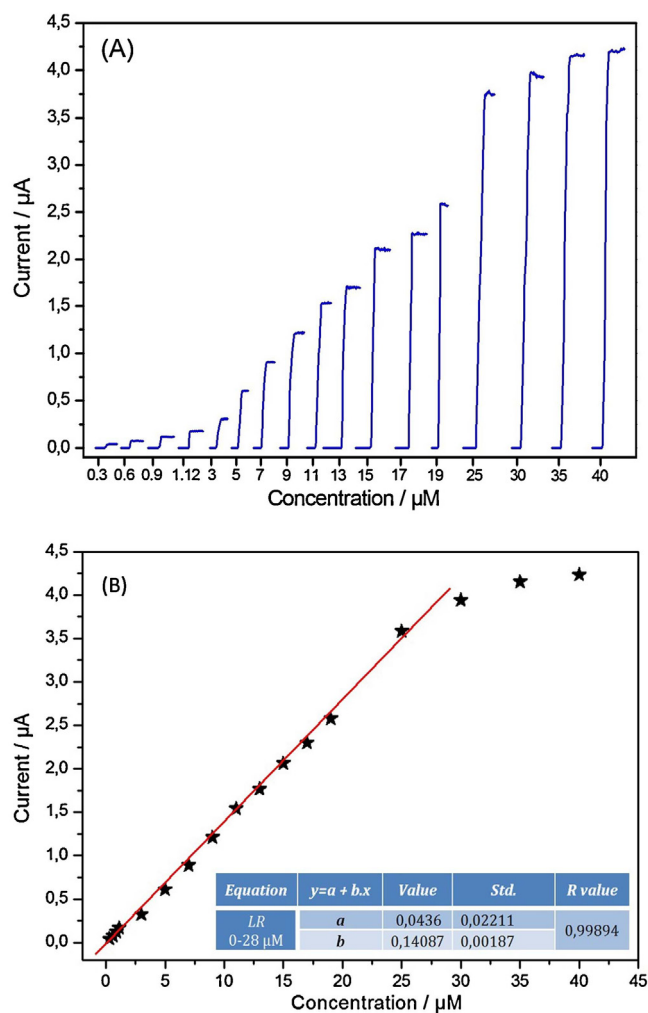 (A)
4,5
4,0
3,5
3,0
2,5
2,0
1,5
1,0
0,5
0,0
Current / µA
0.3 0.6 0.9 1.12 3 5 7 9 11 13 15 17 19 25 30 35 40
Concentration / µM
(B)
4,5
4,0
3,5
3,0
2,5
2,0
1,5
1,0
0,5
0,0
Current / µA
Equation y=a + b.x Value Std. R value
LR 0-28 µM a 0,0436 0,02211 0,99894
b 0,14087 0,00187
0 5 10 15 20 25 30 35 40 45
Concentration / µM